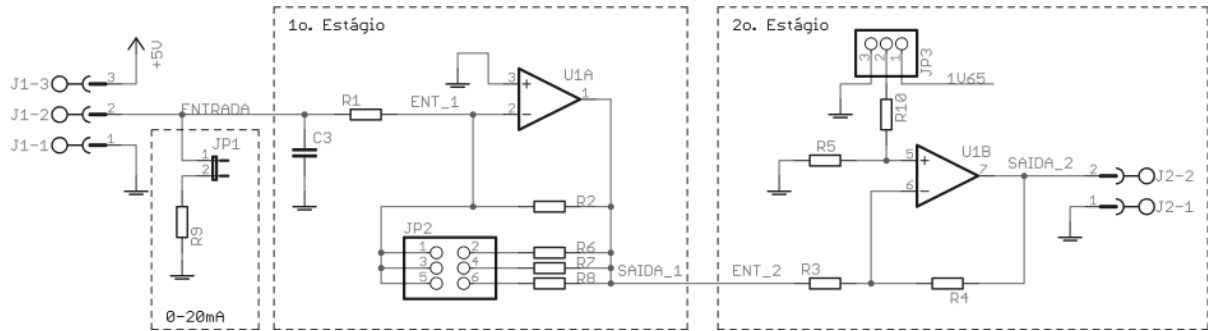 1o. Estágio
2o. Estágio
+5V
J1-3
3
J1-2
2
ENTRADA
J1-1
1
JP1
1
2
R9
0-20mA
R1
C3
ENT_1
3
+
2
-
U1A
1
R2
JP2
1
2
3
4
5
6
R6
R7
R8
SAIDA_1
ENT_2
3
2
1
JP3
1V65
R10
R5
5
+
6
-
U1B
7
SAIDA_2
R3
R4
2
J2-2
1
J2-1